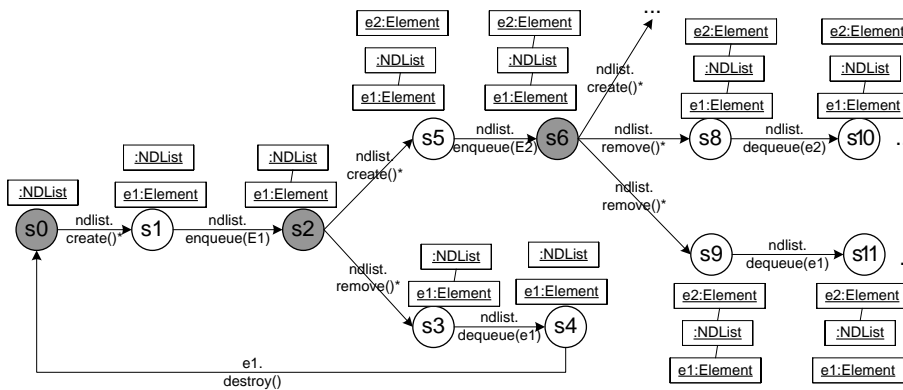 ...
e2:Element
e2:Element
e2:Element
e2:Element
:NDList
:NDList
ndlist.
create()*
:NDList
:NDList
e1:Element
e1:Element
e1:Element
e1:Element
s5
ndlist.
enqueue(E2)
s6
ndlist.
remove()*
s8
ndlist.
dequeue(e2)
s10
.
:NDList
:NDList
ndlist.
create()*
ndlist.
remove()*
:NDList
e1:Element
e1:Element
s0
ndlist.
create()*
s1
ndlist.
enqueue(E1)
s2
s9
ndlist.
dequeue(e1)
s11
.
:NDList
:NDList
ndlist.
remove()*
e1:Element
e1:Element
e2:Element
e2:Element
s3
ndlist.
dequeue(e1)
s4
:NDList
:NDList
e1.
destroy()
e1:Element
e1:Element